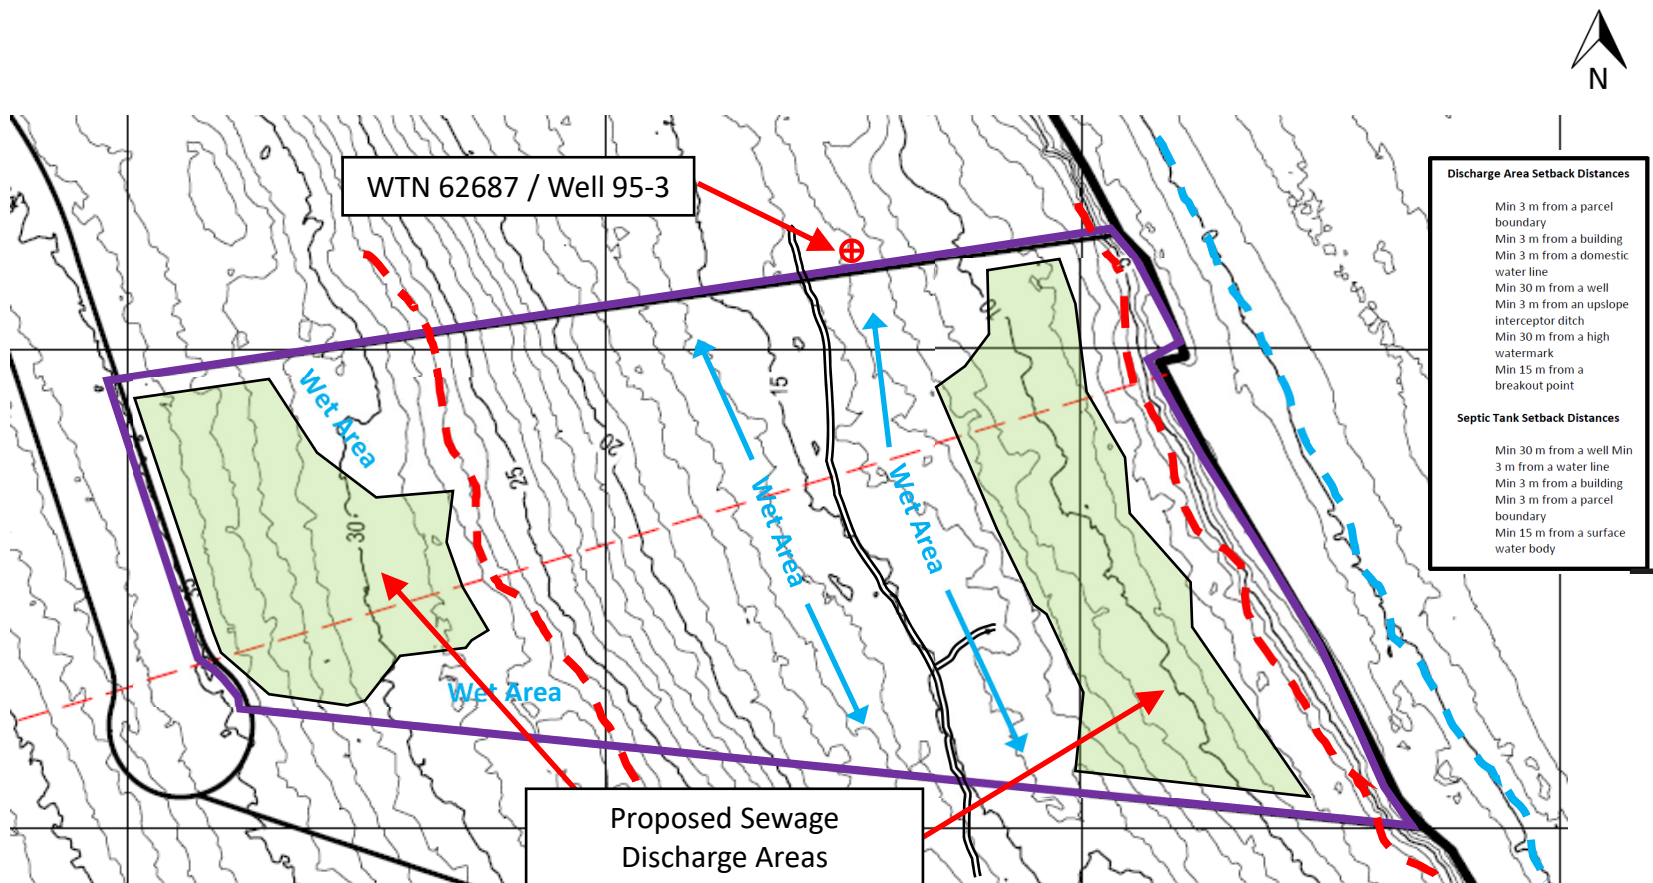 N
WTN 62687 / Well 95-3
Discharge Area Setback Distances
Min 3 m from a parcel
boundary
Min 3 m from a building
Min 3 m from a domestic
water line
Min 30 m from a well
Min 3 m from an upslope
interceptor ditch
Min 30 m from a high
watermark
Min 15 m from a
breakout point
Septic Tank Setback Distances
Min 30 m from a well Min
3 m from a water line
Min 3 m from a building
Min 3 m from a parcel
boundary
Min 15 m from a surface
water body
10
5
Wet Area
15
20
25
Wet Area
Wet Area
30
35
Wet Area
Proposed Sewage
Discharge Areas